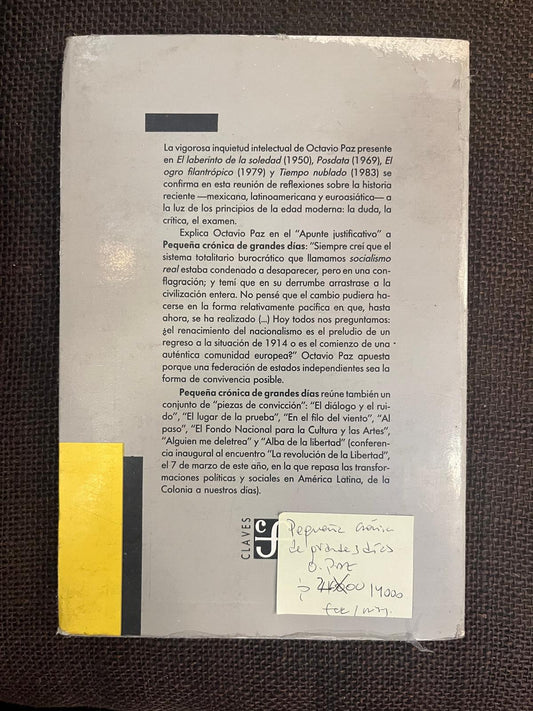 La vigorosa inquietud intelectual de Octavio Paz presente
en El laberinto de la soledad (1950), Posdata (1969), El
ogro filantrópico (1979) y Tiempo nublado (1983) se
confirma en esta reunión de reflexiones sobre la historia
reciente —mexicana, latinoamericana y euroasiática— a
la luz de los principios de la edad moderna: la duda, la
crítica, el examen.
Explica Octavio Paz en el "Apunte justificativo" a
Pequeña crónica de grandes días: "Siempre creí que el
sistema totalitario burocrático que llamamos socialismo
real estaba condenado a desaparecer, pero en una con-
flagración; y temí que en su derrumbe arrastrase a la
civilización entera. No pensé que el cambio pudiera ha-
cerse en la forma relativamente pacífica en que, hasta
ahora, se ha realizado (...) Hoy todos nos preguntamos:
¿el renacimiento del nacionalismo es el preludio de un
regreso a la situación de 1914 o es el comienzo de una
auténtica comunidad europea?" Octavio Paz apuesta
porque una federación de estados independientes sea la
forma de convivencia posible.
Pequeña crónica de grandes días reúne también un
conjunto de "piezas de convicción": "El diálogo y el rui-
do", "El lugar de la prueba", "En el filo del viento", "Al
paso", "El Fondo Nacional para la Cultura y las Artes",
"Alguien me deletrea" y "Alba de la libertad" (conferen-
cia inaugural al encuentro "La revolución de la Libertad",
el 7 de marzo de este año, en la que repasa las transfor-
maciones políticas y sociales en América Latina, de la
Colonia a nuestros días).
CLAVES
cf
Pequeña crónica
de grandes días
O. Paz
$ /14000
fce/